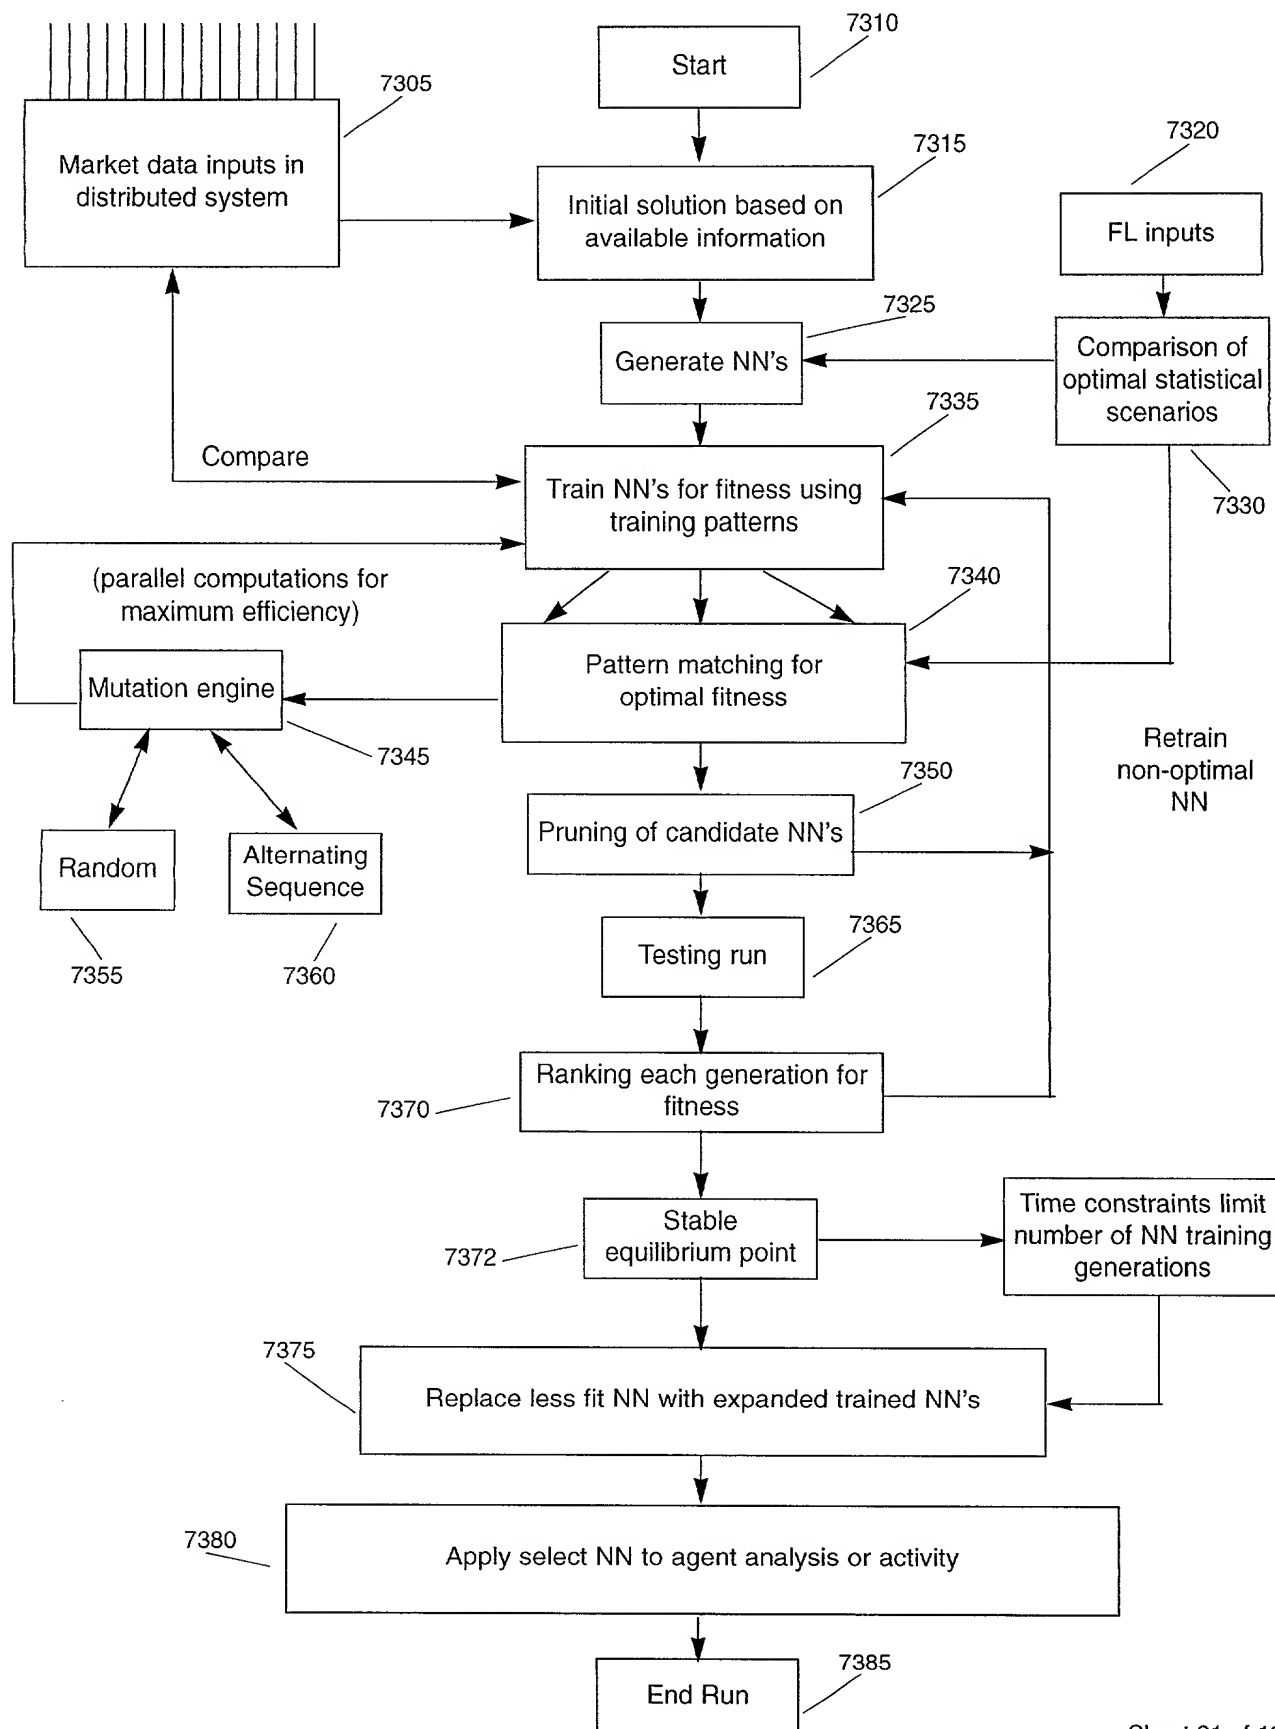 7310
Start
7305
Market data inputs in
distributed system
7315
Initial solution based on
available information
7320
FL inputs
7325
Generate NN's
Comparison of
optimal statistical
scenarios
7330
7335
Compare
Train NN's for fitness using
training patterns
(parallel computations for
maximum efficiency)
7340
Pattern matching for
optimal fitness
Mutation engine
7345
Retrain
non-optimal
NN
7350
Pruning of candidate NN's
Random
Alternating
Sequence
7355
7360
7365
Testing run
Ranking each generation for
fitness
7370
Stable
equilibrium point
7372
Time constraints limit
number of NN training
generations
7375
Replace less fit NN with expanded trained NN's
7380
Apply select NN to agent analysis or activity
7385
End Run